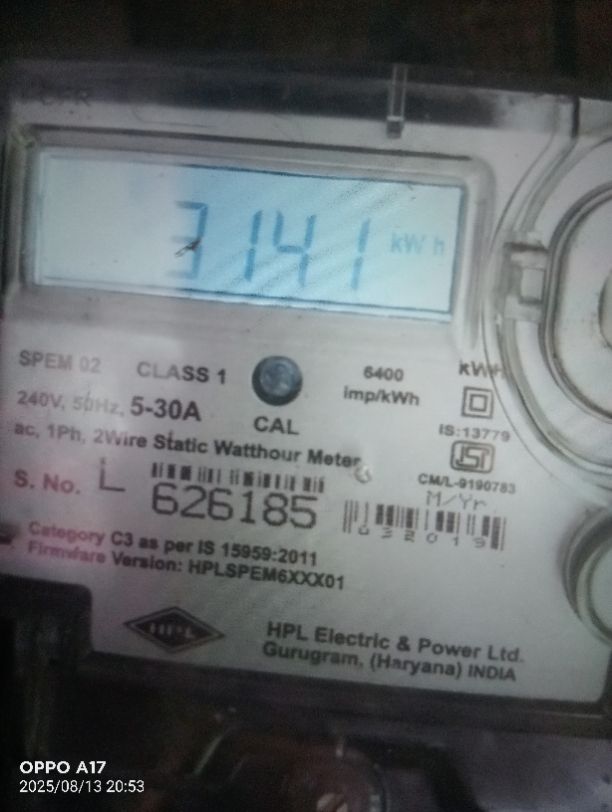 3141 kWh
SPEM 02 CLASS 1 6400 imp/kWh kWh
240V, 50Hz, 5-30A CAL IS:13779
ac, 1Ph, 2Wire Static Watthour Meter
CM/L-9190783
S. No. L 626185 M/Yr
032019
Category C3 as per IS 15959:2011
Firmware Version: HPLSPEM6XXX01
HPL
HPL Electric & Power Ltd.
Gurugram, (Haryana) INDIA
OPPO A17
2025/08/13 20:53